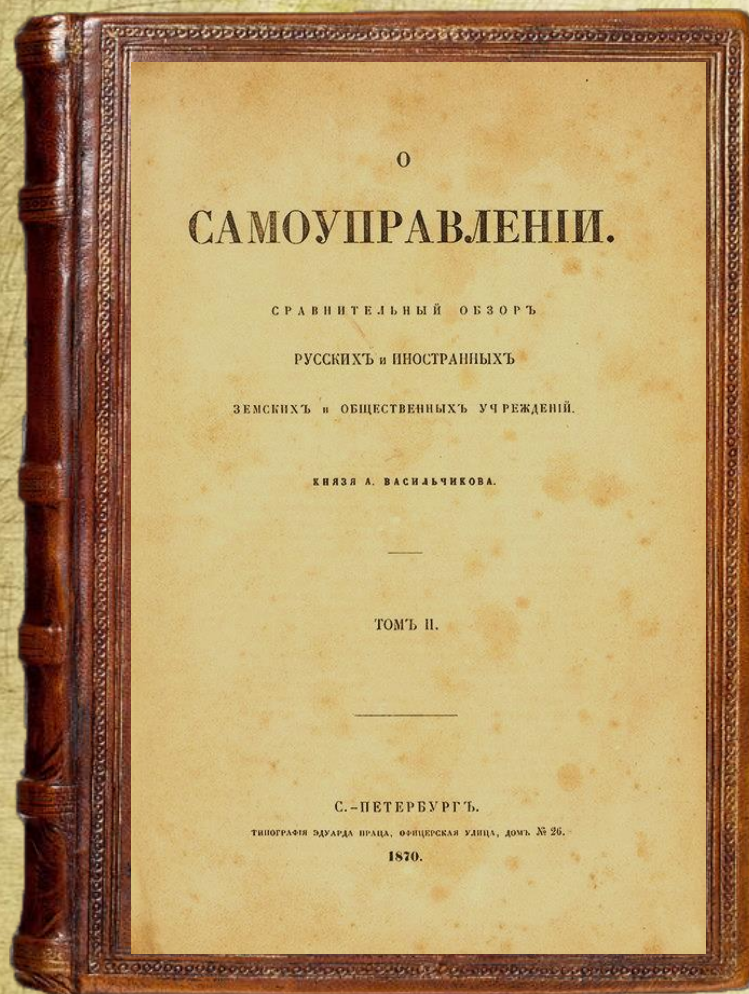 О
САМОУПРАВЛЕНІИ.
СРАВНИТЕЛЬНЫЙ ОБЗОРЪ
РУССКИХЪ и ИНОСТРАННЫХЪ
ЗЕМСКИХЪ и ОБЩЕСТВЕННЫХЪ УЧРЕЖДЕНІЙ.
КНЯЗЯ А. ВАСИЛЬЧИКОВА.
ТОМЪ II.
С.-ПЕТЕРБУРГЪ.
ТИПОГРАФІЯ ЭДУАРДА ПРАЦА, ОФИЦЕРСКАЯ УЛИЦА, ДОМЪ № 26.
1870.